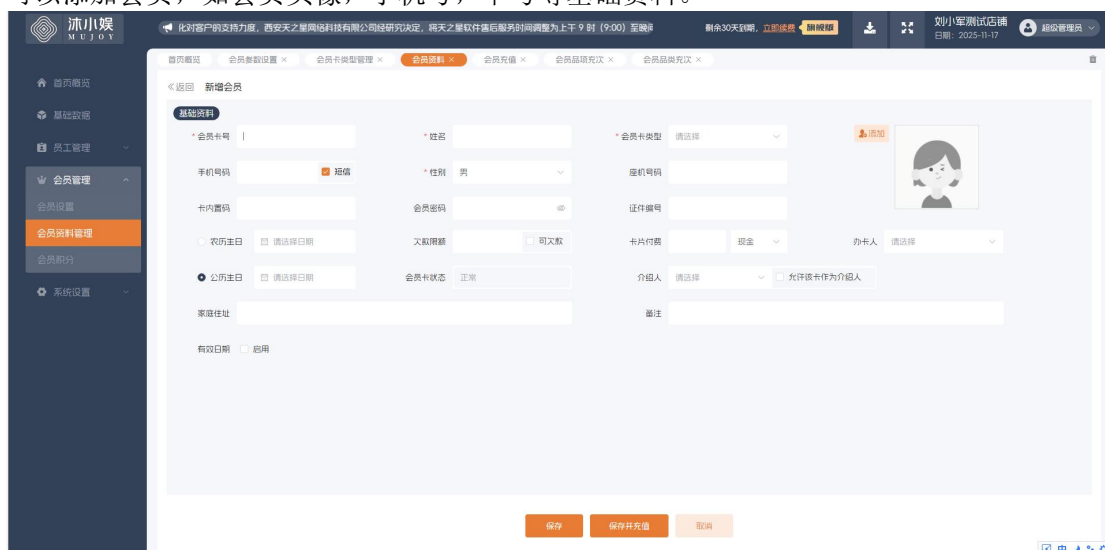 可以添加会员，如会员头像，手机号，卡号等基础资料。
沐小娱
MUJOY
化对客户的支持力度，西安天之星网络科技有限公司经研究决定，将天之星软件售后服务时间调整为上午 9 时（9:00）至晚间
剩余30天到期，立即续费 旗舰版
刘小军测试店铺
日期：2025-11-17
超级管理员
首页概览 会员参数设置 × 会员卡类型管理 × 会员资料 × 会员充值 × 会员品项充次 × 会员品类充次 ×
首页概览
基础数据
员工管理
会员管理
会员设置
会员资料管理
会员积分
系统设置
《返回 新增会员
基础资料
* 会员卡号 * 姓名 * 会员卡类型 请选择 添加
手机号码 短信 * 性别 男 座机号码
卡内置码 会员密码 证件编号
农历主日 请选择日期 欠款限额 可欠款 卡片付费 现金 办卡人 请选择
公历主日 请选择日期 会员卡状态 正常 介绍人 请选择 允许该卡作为介绍人
家庭住址 备注
有效日期 启用
保存 保存并充值 取消